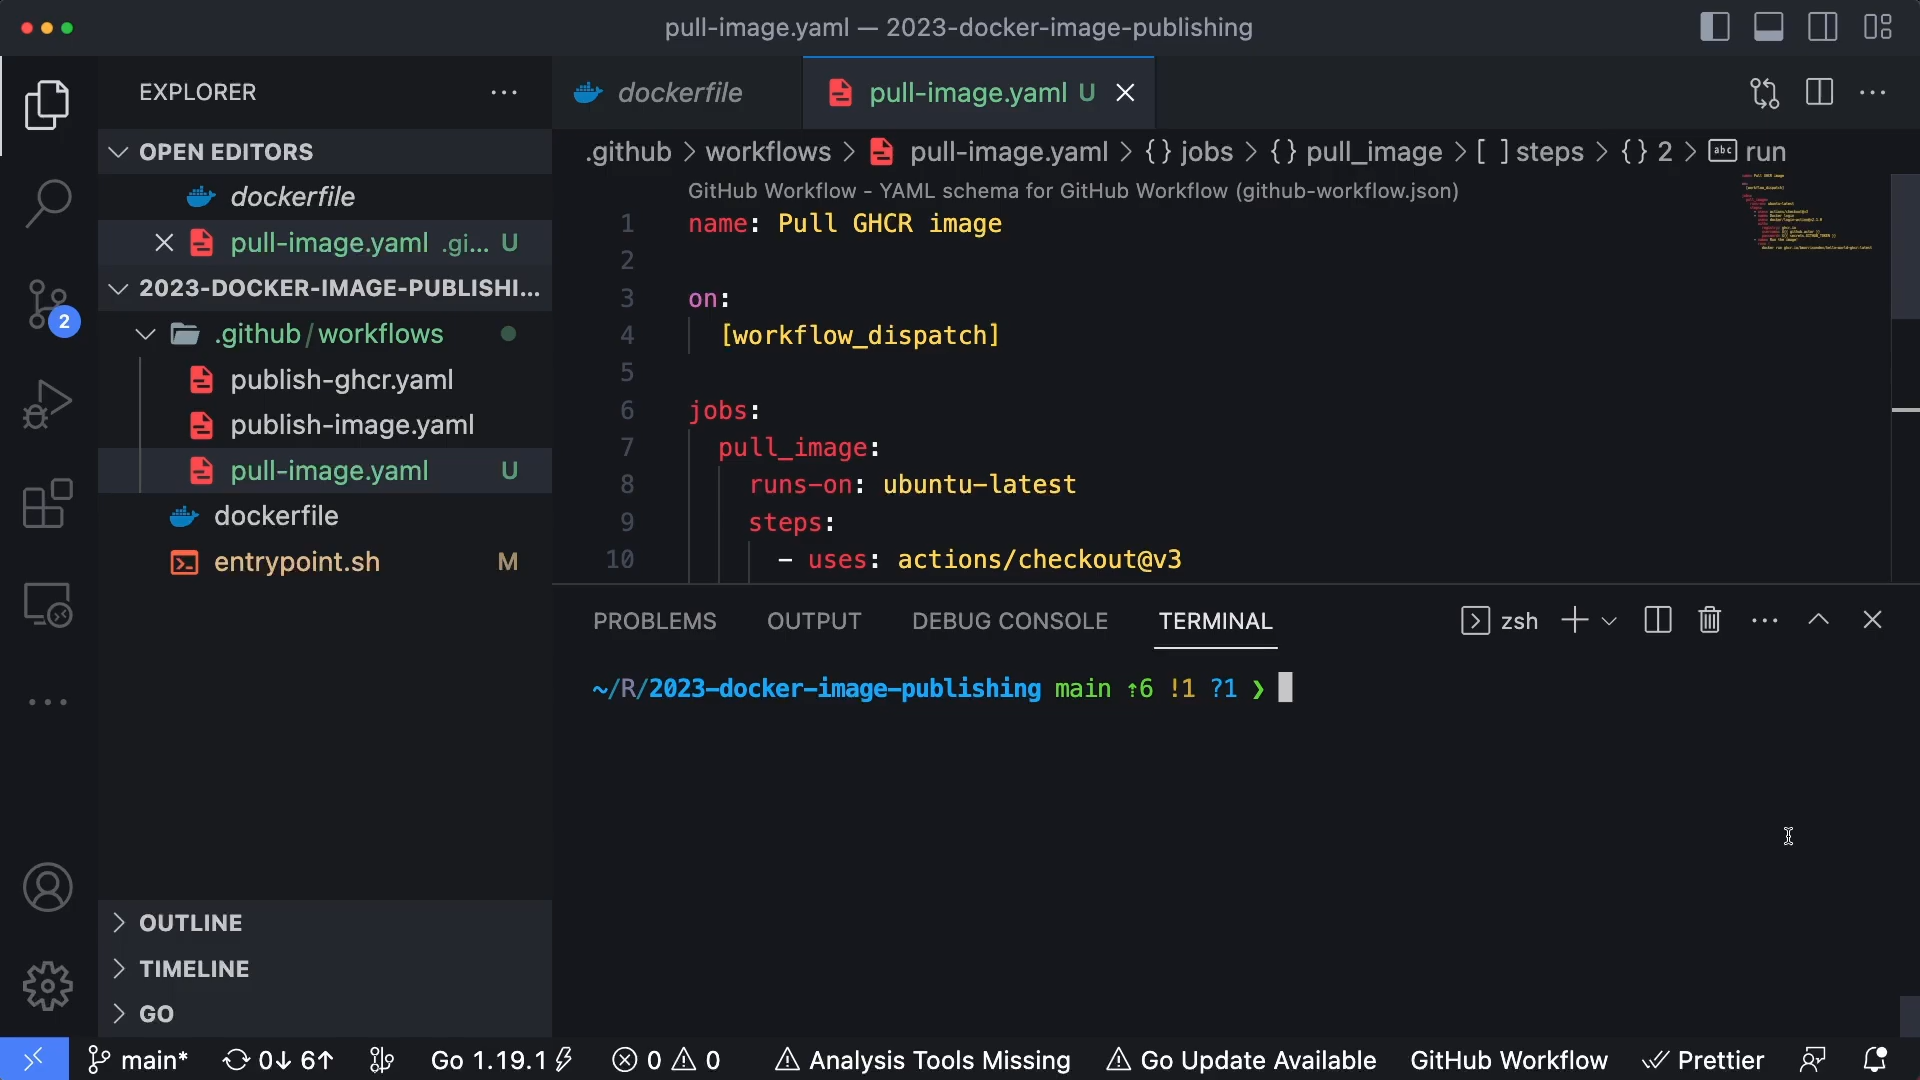 pull-image.yaml — 2023-docker-image-publishing
EXPLORER
OPEN EDITORS
dockerfile
pull-image.yaml .gi... U
2023-DOCKER-IMAGE-PUBLISHI...
.github/workflows
publish-ghcr.yaml
publish-image.yaml
pull-image.yaml U
dockerfile
entrypoint.sh M
OUTLINE
TIMELINE
GO
2
dockerfile
pull-image.yaml U
.github > workflows > pull-image.yaml > {} jobs > {} pull_image > [ ] steps > {} 2 > abc run
GitHub Workflow - YAML schema for GitHub Workflow (github-workflow.json)
1 name: Pull GHCR image
2
3 on:
4 [workflow_dispatch]
5
6 jobs:
7 pull_image:
8 runs-on: ubuntu-latest
9 steps:
10 - uses: actions/checkout@v3
PROBLEMS OUTPUT DEBUG CONSOLE TERMINAL zsh
~/R/2023-docker-image-publishing main ⇡6 !1 ?1 ❯
main* 0↓ 6↑ Go 1.19.1 0 0 Analysis Tools Missing Go Update Available GitHub Workflow Prettier